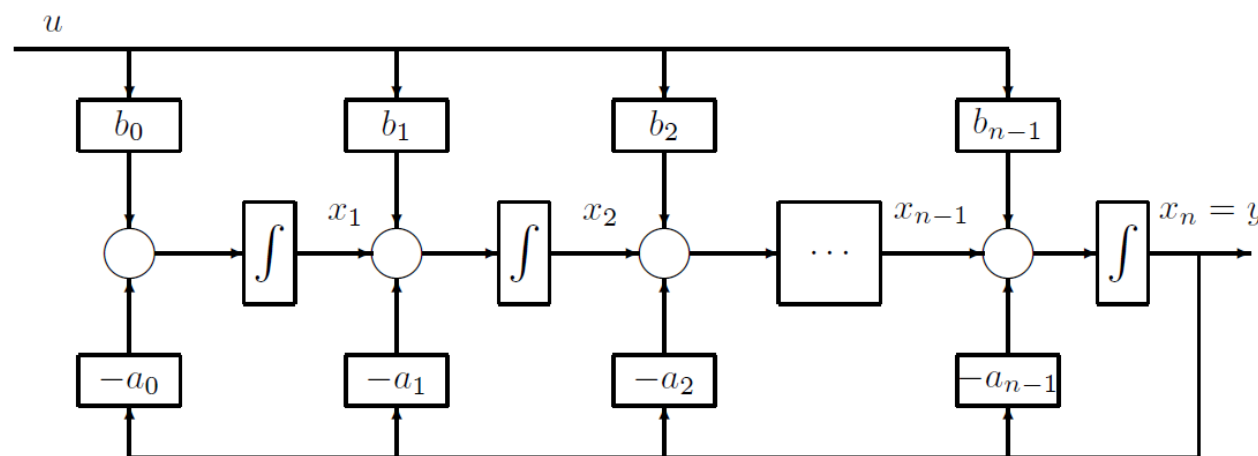 u
b₀ b₁ b₂ bₙ₋₁
x₁ x₂ xₙ₋₁ xₙ = y
∫ ∫ ··· ∫
−a₀ −a₁ −a₂ −aₙ₋₁